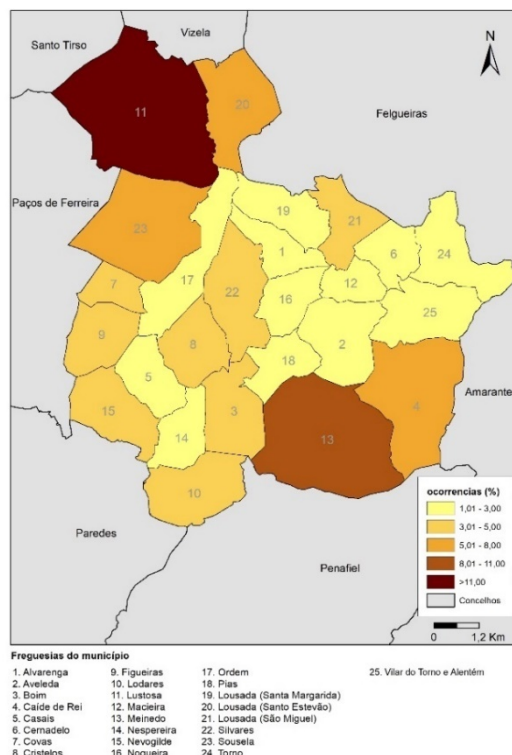 Vizela
N
Santo Tirso
11
20
Felgueiras
Paços de Ferreira
19
21
23
1
6
24
7
17
22
12
16
25
9
8
2
5
18
Amarante
15
3
4
14
13
10
Paredes
Penafiel
ocorrencias (%)
1,01 - 3,00
3,01 - 5,00
5,01 - 8,00
8,01 - 11,00
>11,00
Concelhos
0 1,2 Km
Freguesias do município
1. Alvarenga
2. Aveleda
3. Boim
4. Caíde de Rei
5. Casais
6. Cernadelo
7. Covas
8. Cristelos
9. Figueiras
10. Lodares
11. Lustosa
12. Macieira
13. Meinedo
14. Nespereira
15. Nevogilde
16. Nogueira
17. Ordem
18. Pias
19. Lousada (Santa Margarida)
20. Lousada (Santo Estevão)
21. Lousada (São Miguel)
22. Silvares
23. Sousela
24. Torno
25. Vilar do Torno e Alentém